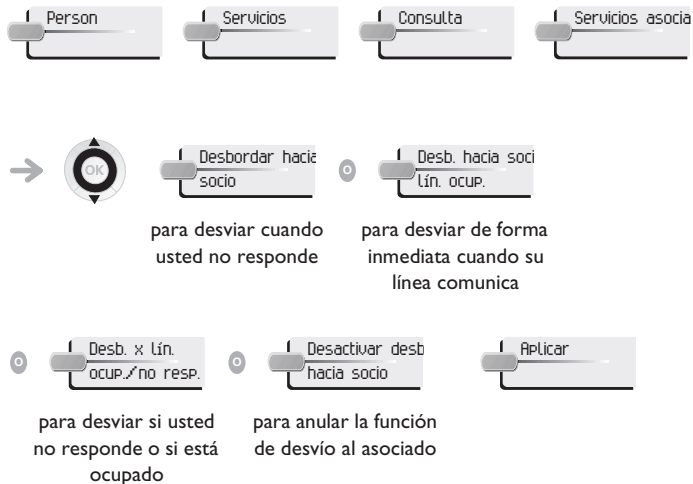 Person
Servicios
Consulta
Servicios asocia
OK
Desbordar hacia
socio
o
Desb. hacia soci
lín. ocup.
para desviar cuando
usted no responde
para desviar de forma
inmediata cuando su
línea comunica
o
Desb. x lín.
ocup./no resp.
o
Desactivar desb
hacia socio
Aplicar
para desviar si usted
no responde o si está
ocupado
para anular la función
de desvío al asociado